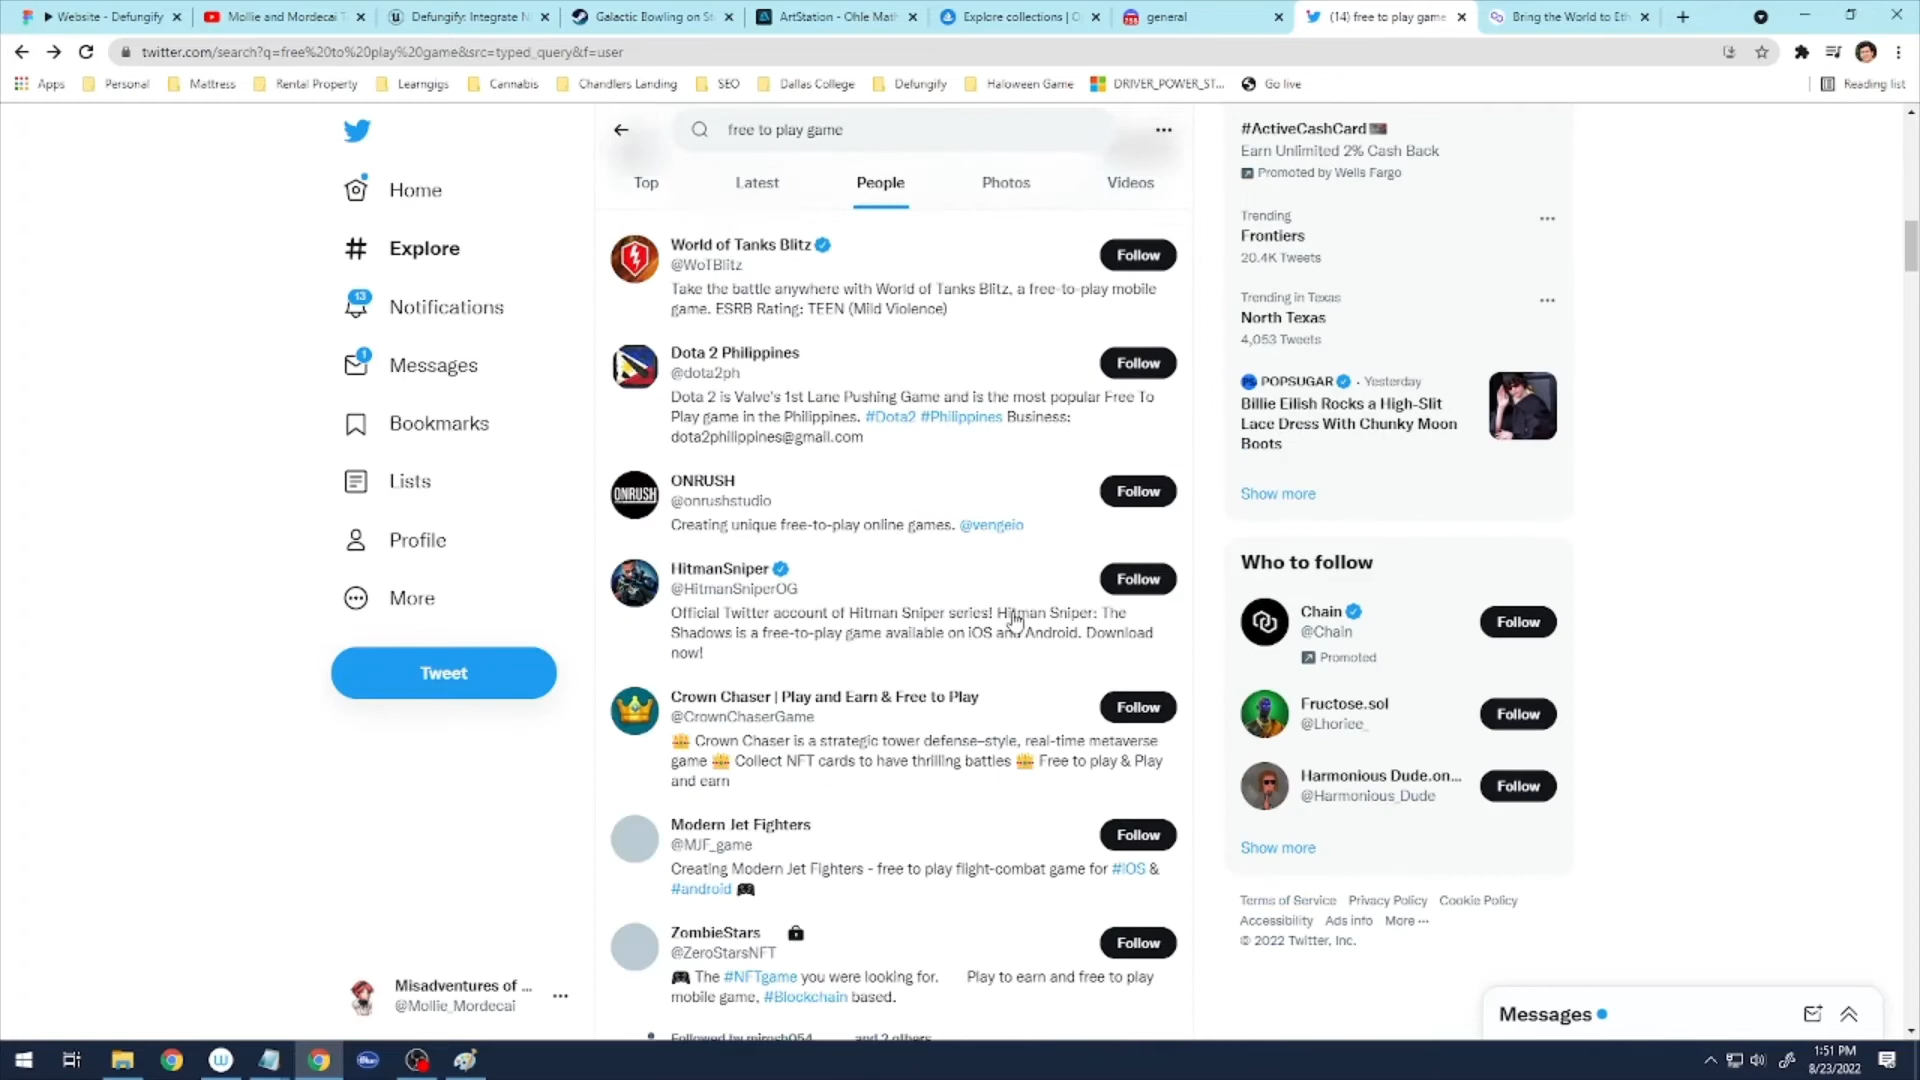 ▶ Website - Defungify
Mollie and Mordecai T
Defungify: Integrate N
Galactic Bowling on St
ArtStation - Ohle Math
Explore collections | O
general
(14) free to play game
Bring the World to Eth
twitter.com/search?q=free%20to%20play%20game&src=typed_query&f=user
Apps
Personal
Mattress
Rental Property
Learngigs
Cannabis
Chandlers Landing
SEO
Dallas College
Defungify
Haloween Game
DRIVER_POWER_ST...
Go live
Reading list
Home
Explore
13
Notifications
1
Messages
Bookmarks
Lists
Profile
More
Tweet
Misadventures of ...
@Mollie_Mordecai
free to play game
Top
Latest
People
Photos
Videos
World of Tanks Blitz
@WoTBlitz
Follow
Take the battle anywhere with World of Tanks Blitz, a free-to-play mobile
game. ESRB Rating: TEEN (Mild Violence)
Dota 2 Philippines
@dota2ph
Follow
Dota 2 is Valve's 1st Lane Pushing Game and is the most popular Free To
Play game in the Philippines. #Dota2 #Philippines Business:
dota2philippines@gmail.com
ONRUSH
ONRUSH
@onrushstudio
Follow
Creating unique free-to-play online games. @vengeio
HitmanSniper
@HitmanSniperOG
Follow
Official Twitter account of Hitman Sniper series! Hitman Sniper: The
Shadows is a free-to-play game available on iOS and Android. Download
now!
Crown Chaser | Play and Earn & Free to Play
@CrownChaserGame
Follow
Crown Chaser is a strategic tower defense–style, real-time metaverse
game Collect NFT cards to have thrilling battles Free to play & Play
and earn
Modern Jet Fighters
@MJF_game
Follow
Creating Modern Jet Fighters - free to play flight-combat game for #iOS &
#android
ZombieStars
@ZeroStarsNFT
Follow
The #NFTgame you were looking for. Play to earn and free to play
mobile game, #Blockchain based.
Followed by and 2 others
#ActiveCashCard
Earn Unlimited 2% Cash Back
Promoted by Wells Fargo
Trending
Frontiers
20.4K Tweets
Trending in Texas
North Texas
4,053 Tweets
POPSUGAR · Yesterday
Billie Eilish Rocks a High-Slit
Lace Dress With Chunky Moon
Boots
Show more
Who to follow
Chain
@Chain
Follow
Promoted
Fructose.sol
@Lhoriee_
Follow
Harmonious Dude.on...
@Harmonious_Dude
Follow
Show more
Terms of Service Privacy Policy Cookie Policy
Accessibility Ads info More ···
© 2022 Twitter, Inc.
Messages
1:51 PM
8/23/2022